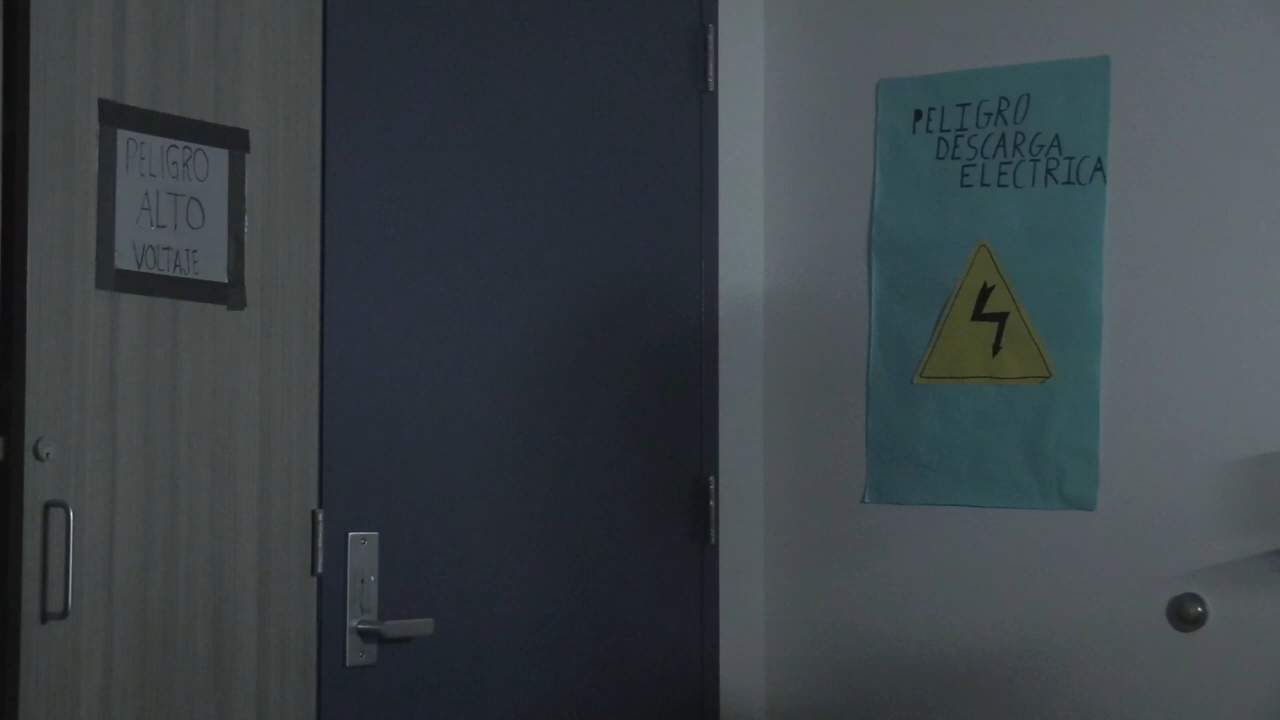 PELIGRO
ALTO
VOLTAJE
PELIGRO
DESCARGA
ELECTRICA